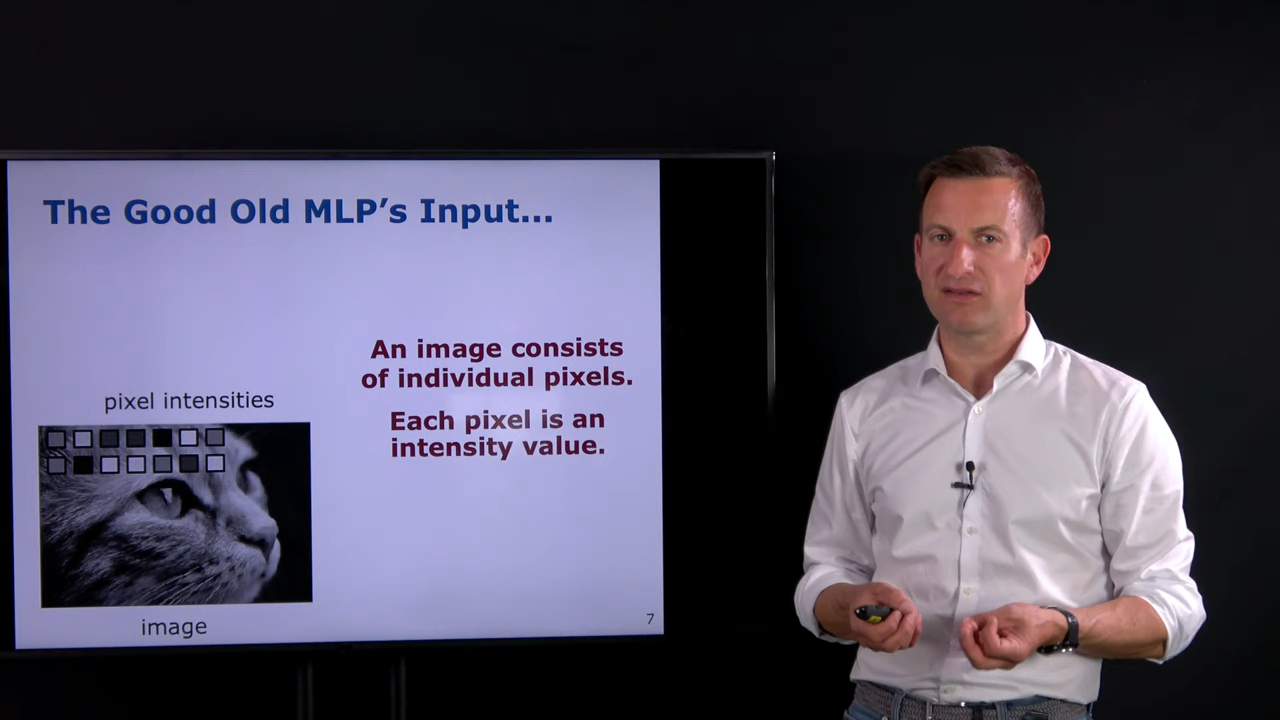 The Good Old MLP's Input...
An image consists
of individual pixels.
Each pixel is an
intensity value.
pixel intensities
image
7